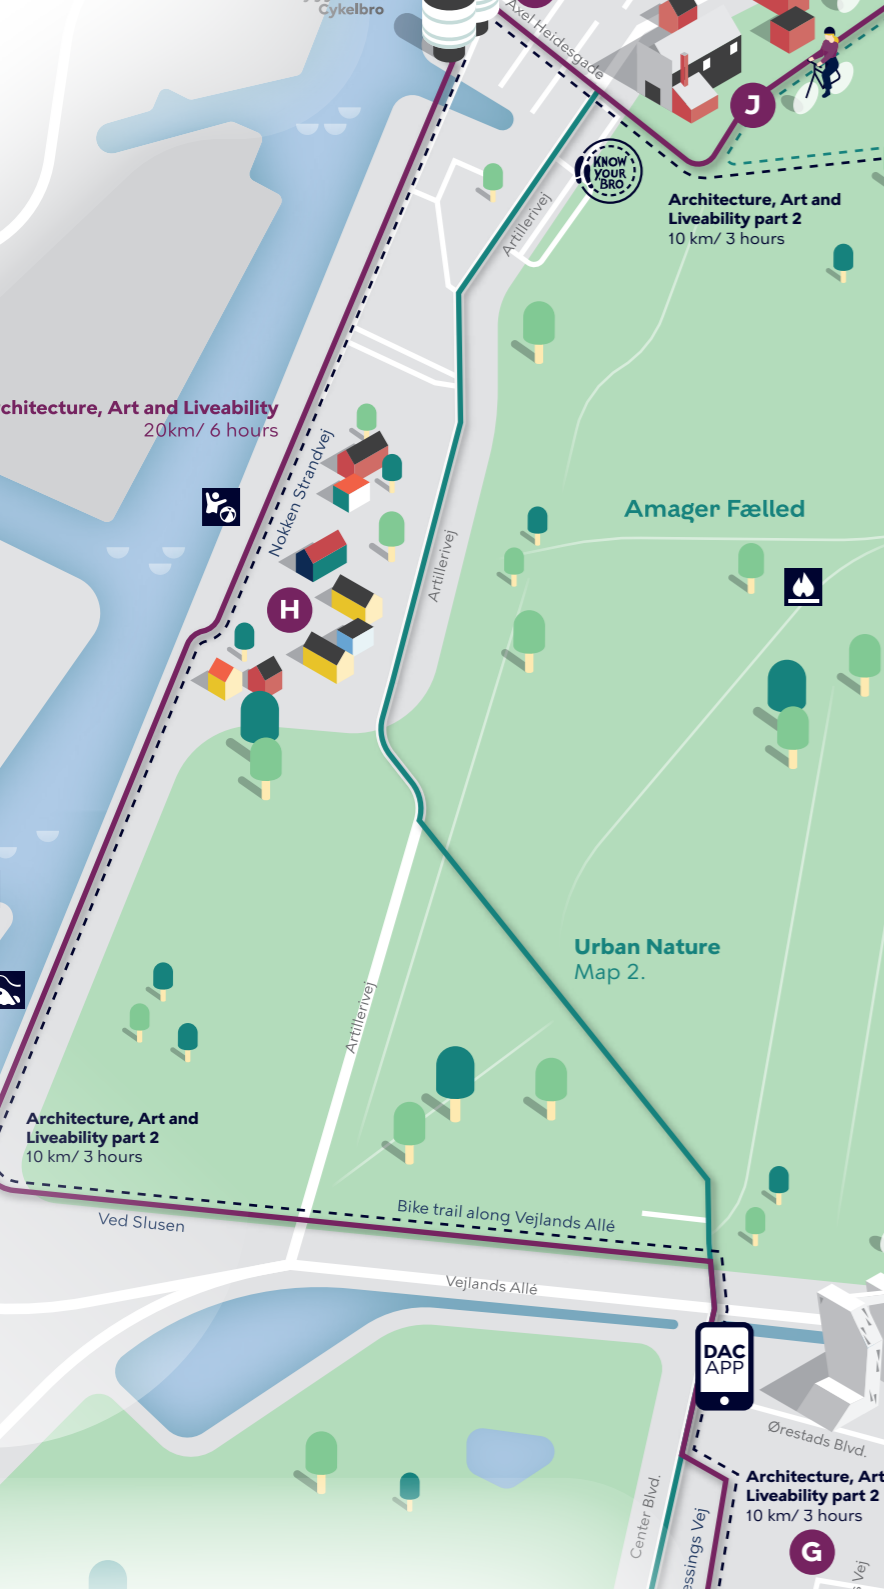 Cykelbro
Axel Heidesgade
J
KNOW
YOUR
BRO
Architecture, Art and
Liveability part 2
10 km/ 3 hours
Artillerivej
chitecture, Art and Liveability
20km/ 6 hours
Nokken Strandvej
Amager Fælled
Artillerivej
H
Urban Nature
Map 2.
Artillerivej
Architecture, Art and
Liveability part 2
10 km/ 3 hours
Bike trail along Vejlands Allé
Ved Slusen
Vejlands Allé
DAC
APP
Ørestads Blvd.
Architecture, Art
Liveability part 2
10 km/ 3 hours
Center Blvd.
essings Vej
G
s Vej